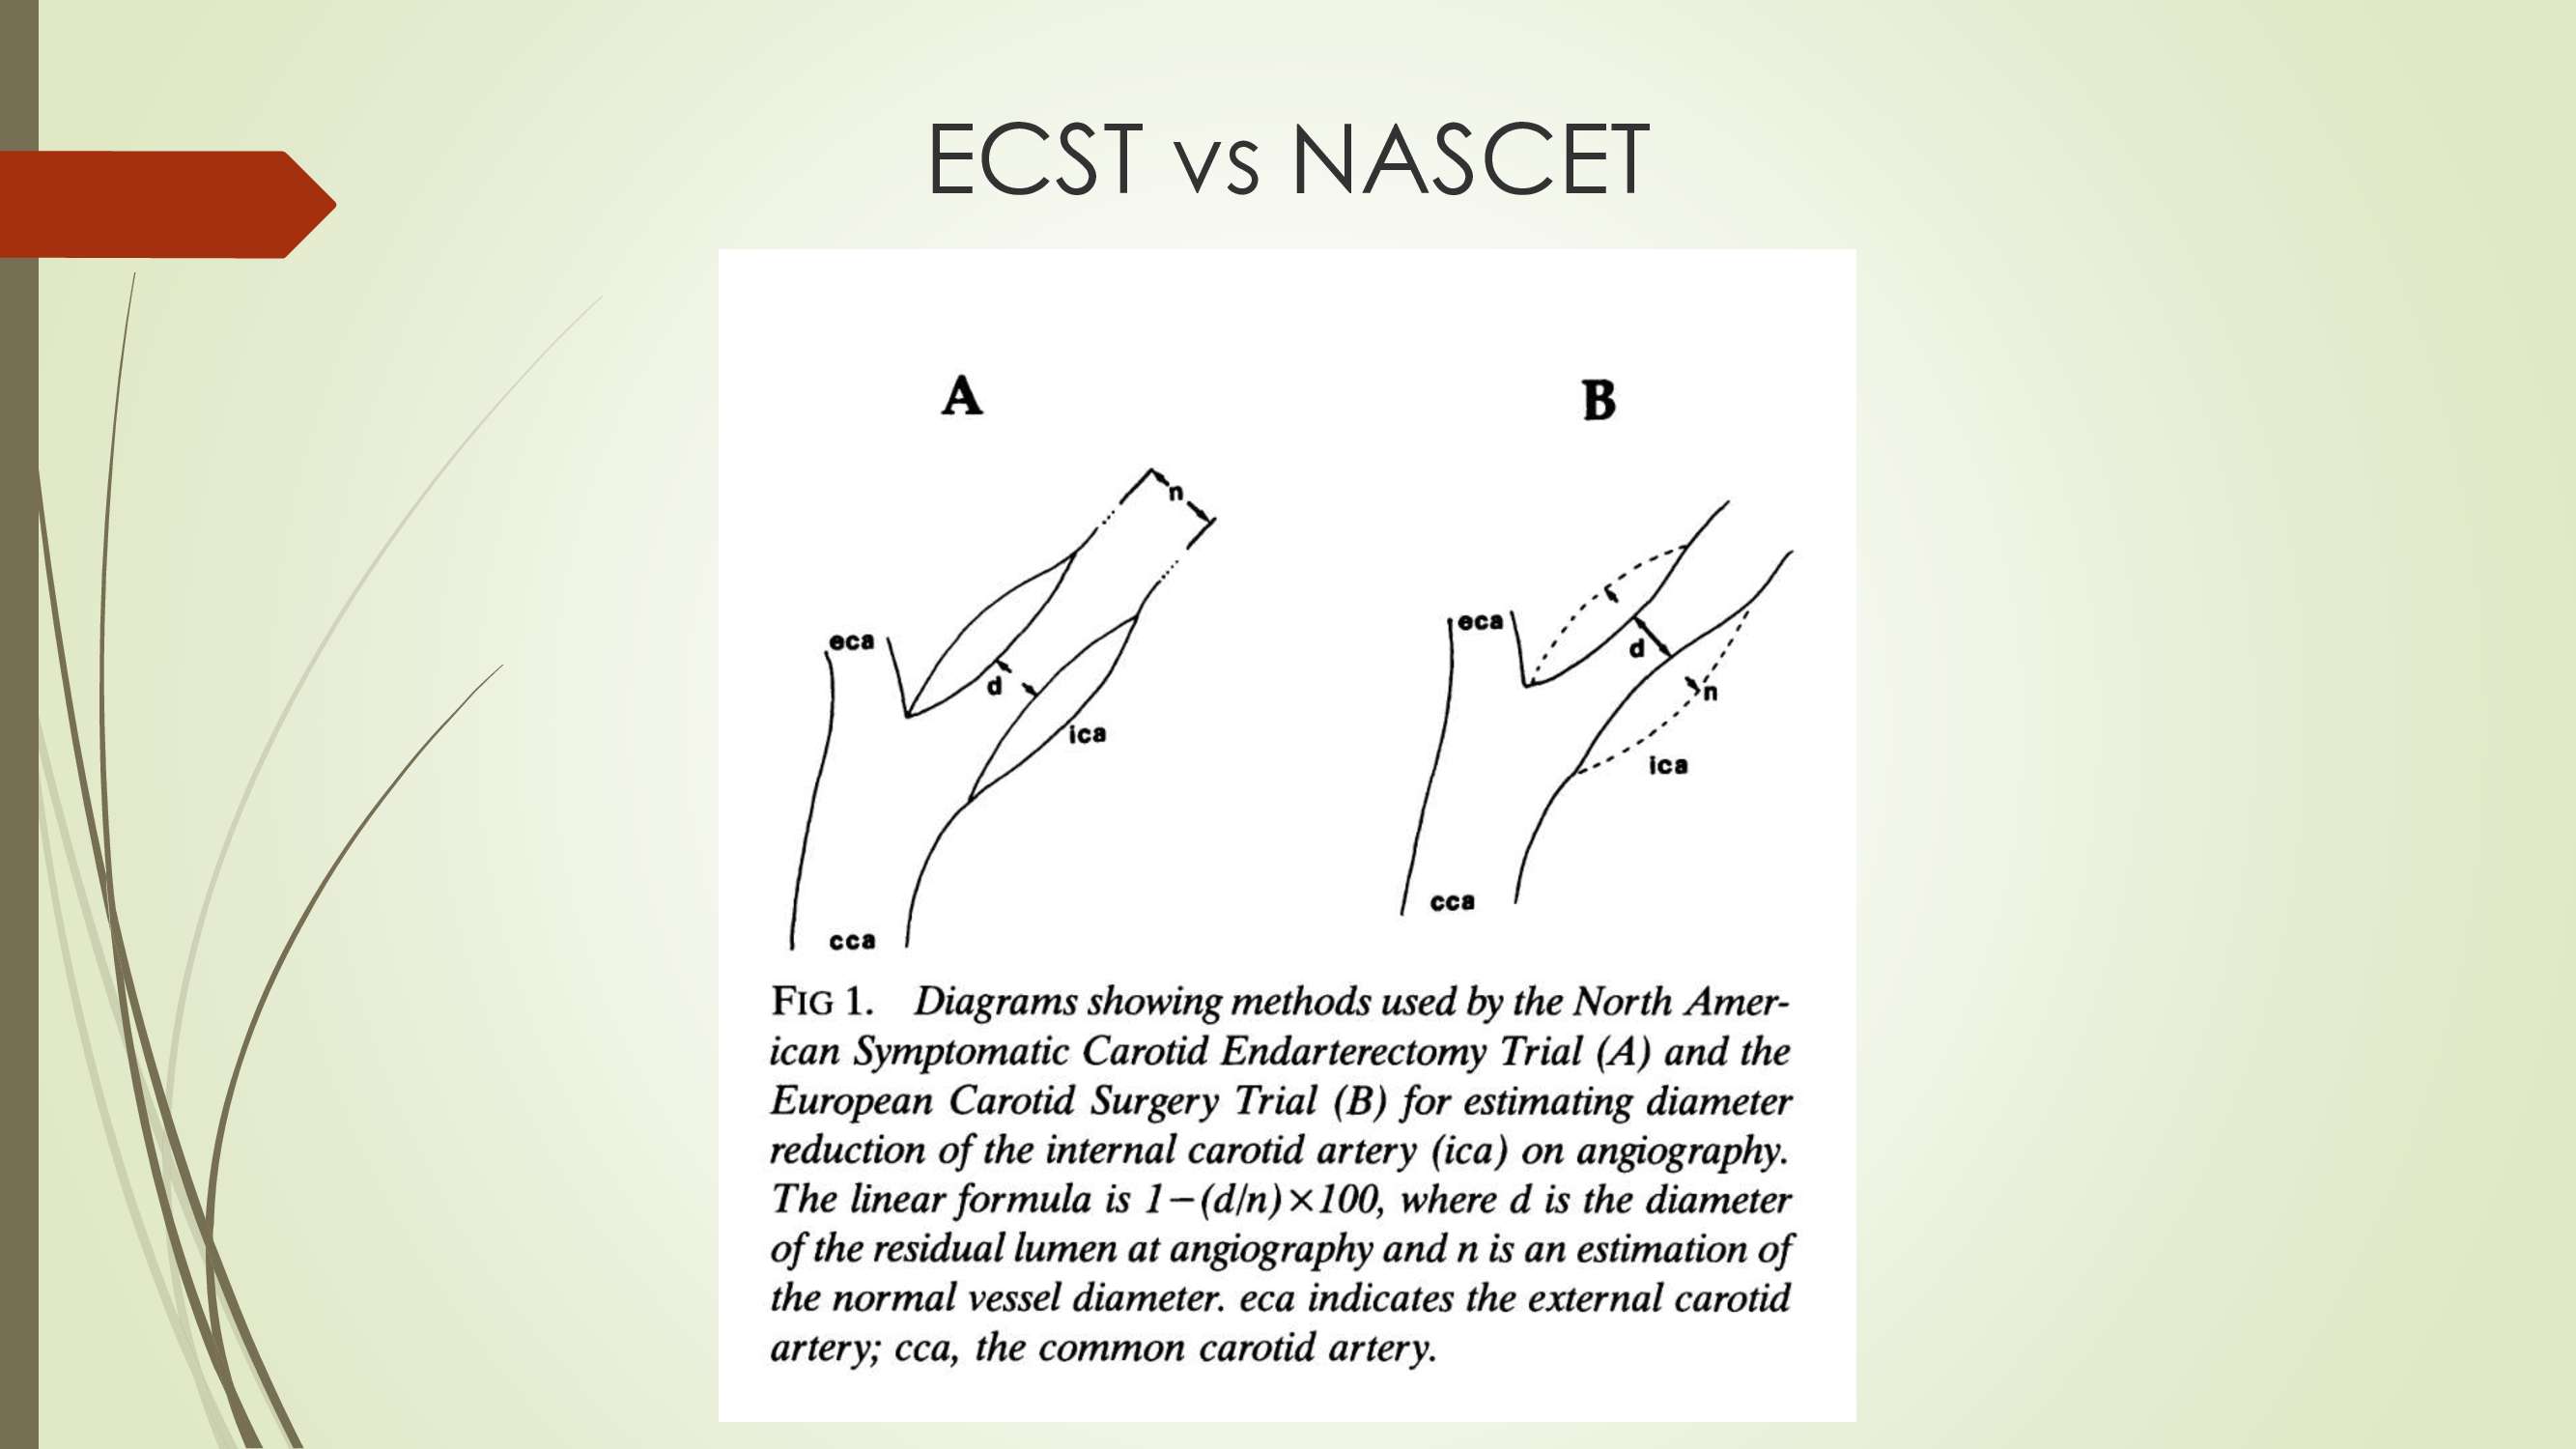 ECST vs NASCET
A
B
n
eca
d
ica
cca
eca
d
n
ica
cca
FIG 1. Diagrams showing methods used by the North Amer-
ican Symptomatic Carotid Endarterectomy Trial (A) and the
European Carotid Surgery Trial (B) for estimating diameter
reduction of the internal carotid artery (ica) on angiography.
The linear formula is 1−(d/n)×100, where d is the diameter
of the residual lumen at angiography and n is an estimation of
the normal vessel diameter. eca indicates the external carotid
artery; cca, the common carotid artery.